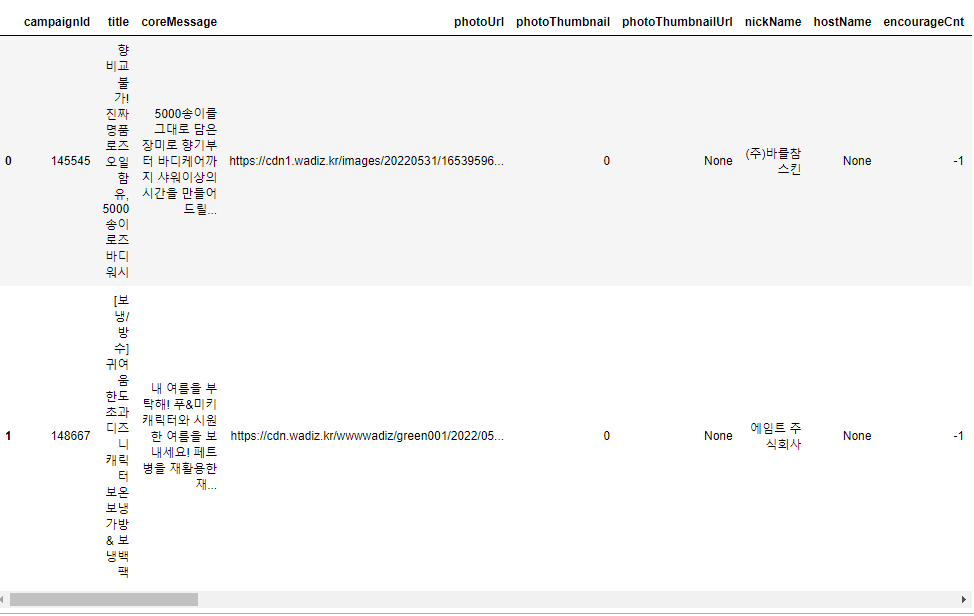 campaignId title coreMessage photoUrl photoThumbnail photoThumbnailUrl nickName hostName encourageCnt
0
145545
향
비교
불
가!
진짜
명품
로즈
오일
함
유,
5000
송이
로즈
바디
워시
5000송이를
그대로 담은
장미로 향기부
터 바디케어까
지 샤워이상의
시간을 만들어
드릴...
https://cdn1.wadiz.kr/images/20220531/16539596...
0
None
(주)바를참
스킨
None
-1
1
148667
[보
냉/
방
수]
귀여
움
한도
초과
디즈
니
캐릭
터
보온
보냉
가방
& 보
냉백
팩
내 여름을 부
탁해! 푸&미키
캐릭터와 시원
한 여름을 보
내세요! 페트
병을 재활용한
재...
https://cdn.wadiz.kr/wwwwadiz/green001/2022/05...
0
None
에임트 주
식회사
None
-1